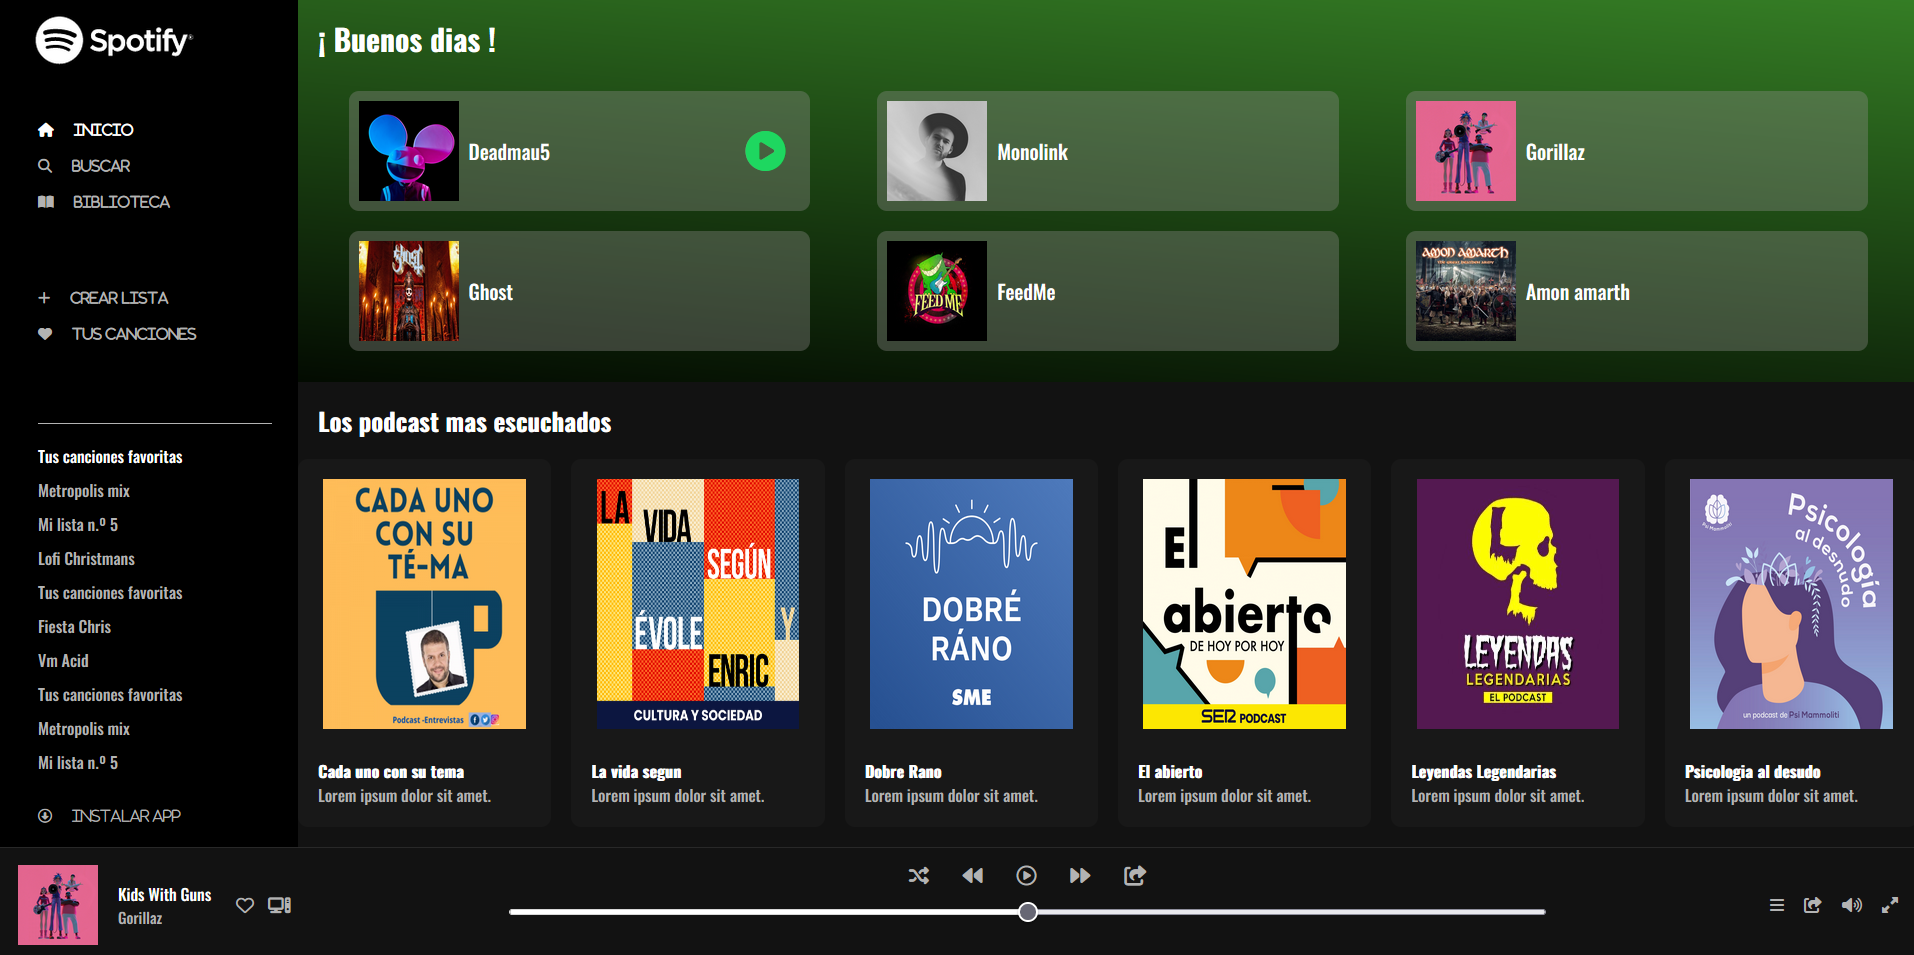 Spotify
INICIO
BUSCAR
BIBLIOTECA
CREAR LISTA
TUS CANCIONES
Tus canciones favoritas
Metropolis mix
Mi lista n.º 5
Lofi Christmans
Tus canciones favoritas
Fiesta Chris
Vm Acid
Tus canciones favoritas
Metropolis mix
Mi lista n.º 5
INSTALAR APP
¡ Buenos dias !
Deadmau5
Monolink
Gorillaz
Ghost
Ghost
FEED ME
FeedMe
AMON AMARTH
Amon amarth
Los podcast mas escuchados
CADA UNO
CON SU
TÉ-MA
Podcast -Entrevistas
Cada uno con su tema
Lorem ipsum dolor sit amet.
LA
VIDA
SEGÚN
ÉVOLE
Y
ENRIC
CULTURA Y SOCIEDAD
La vida segun
Lorem ipsum dolor sit amet.
DOBRÉ
RÁNO
SME
Dobre Rano
Lorem ipsum dolor sit amet.
El
abierto
DE HOY POR HOY
SER PODCAST
El abierto
Lorem ipsum dolor sit amet.
LEYENDAS
LEGENDARIAS
EL PODCAST
Leyendas Legendarias
Lorem ipsum dolor sit amet.
Psi Mammoliti
Psicología
al desnudo
un podcast de Psi Mammoliti
Psicologia al desudo
Lorem ipsum dolor sit amet.
Kids With Guns
Gorillaz